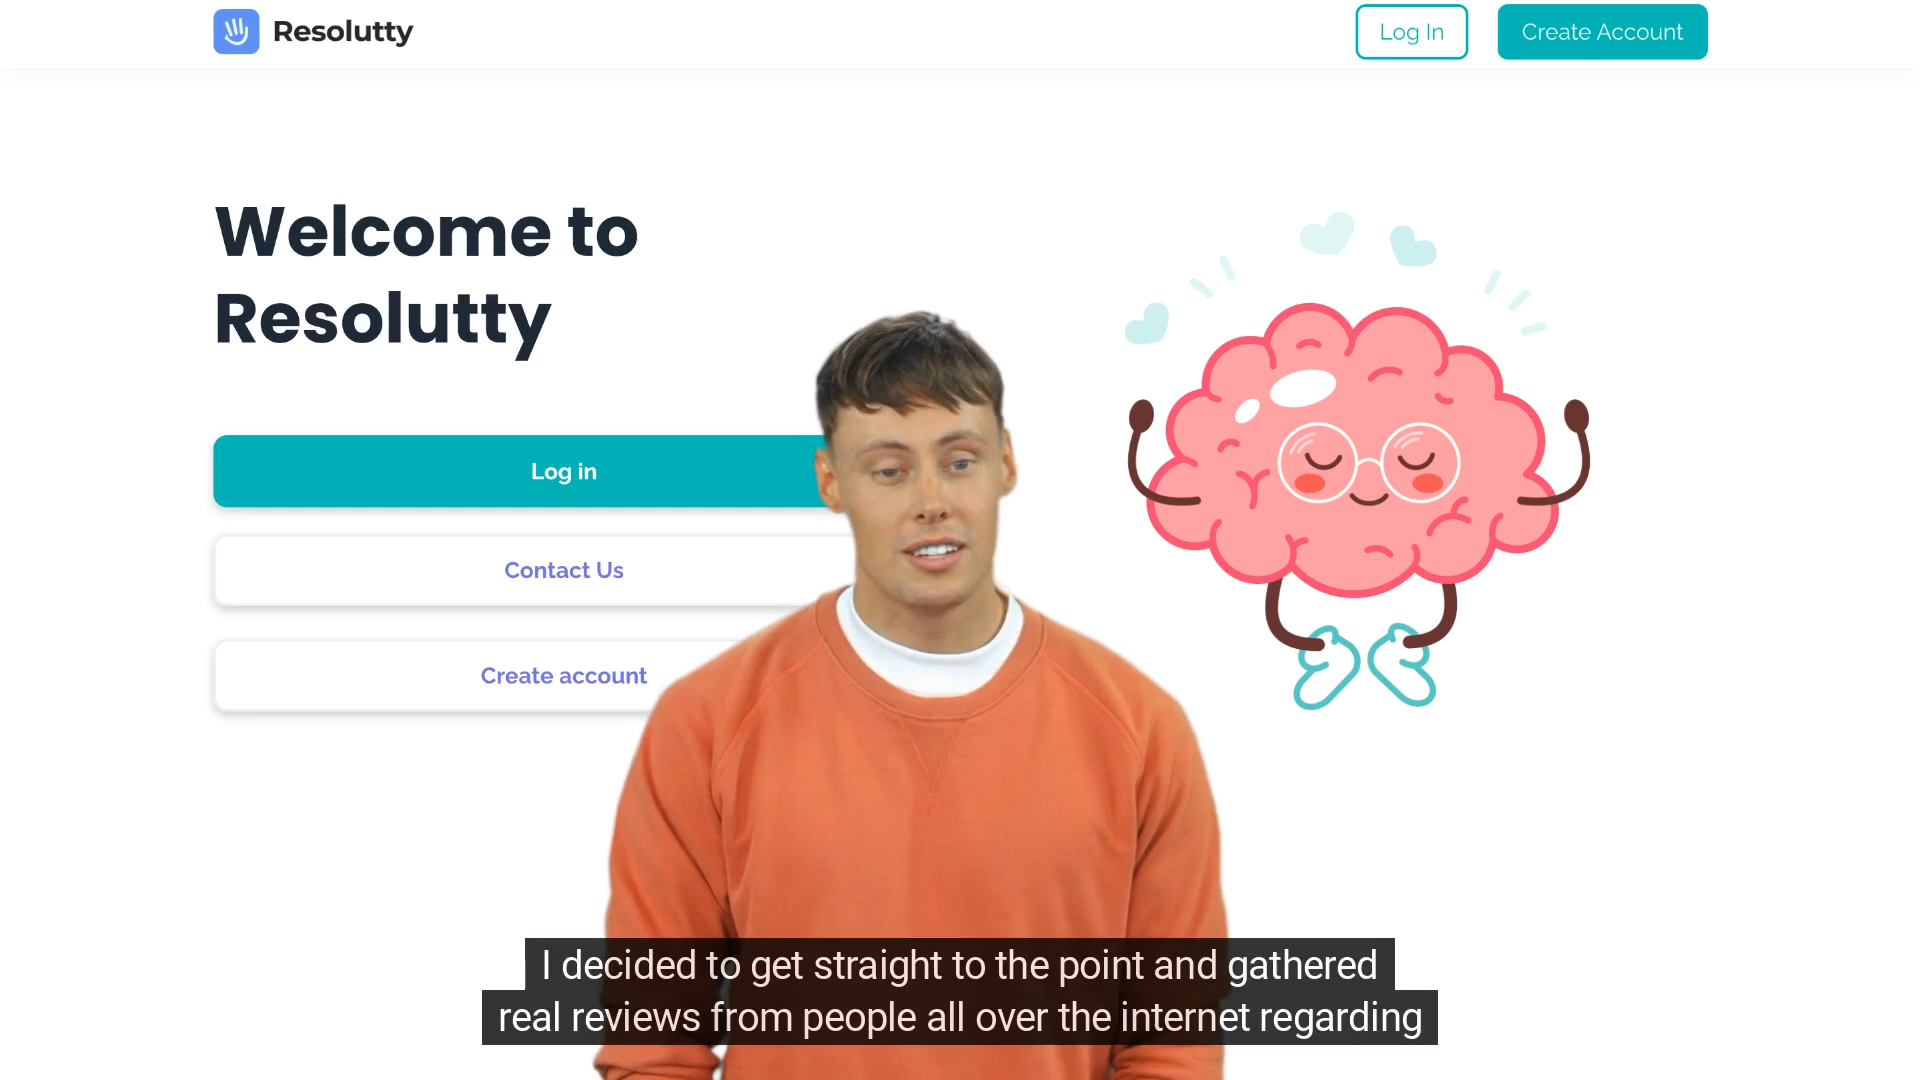 Resolutty
Log In
Create Account
Welcome to
Resolutty
Log in
Contact Us
Create account
I decided to get straight to the point and gathered
real reviews from people all over the internet regarding